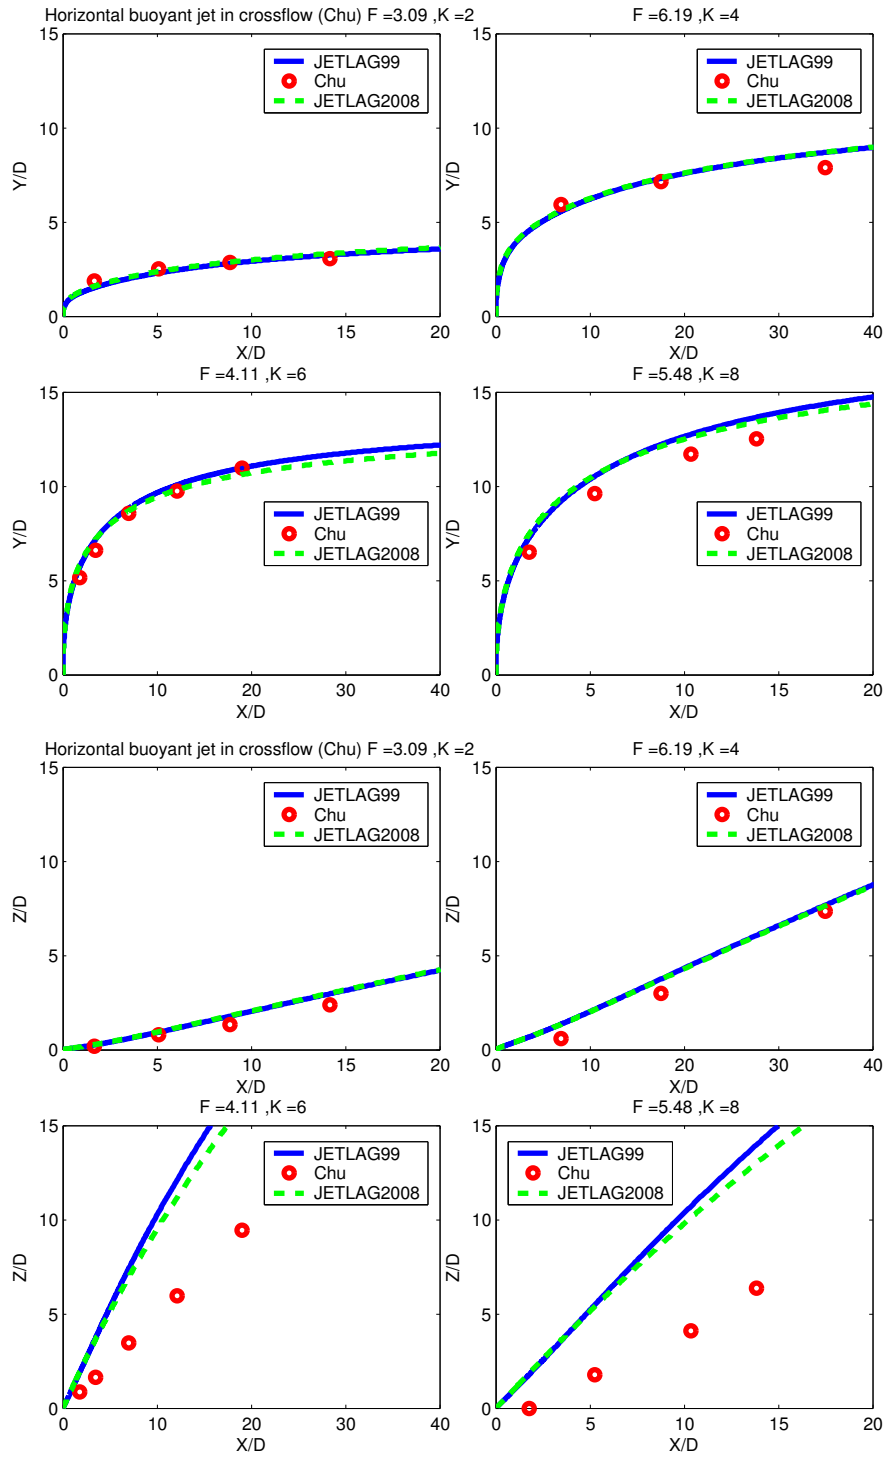 Horizontal buoyant jet in crossflow (Chu) F =3.09 ,K =2
15
10
5
0
Y/D
0 5 10 15 20
X/D
JETLAG99
Chu
JETLAG2008
F =6.19 ,K =4
15
10
5
0
Y/D
0 10 20 30 40
X/D
JETLAG99
Chu
JETLAG2008
F =4.11 ,K =6
15
10
5
0
Y/D
0 10 20 30 40
X/D
JETLAG99
Chu
JETLAG2008
F =5.48 ,K =8
15
10
5
0
Y/D
0 5 10 15 20
X/D
JETLAG99
Chu
JETLAG2008
Horizontal buoyant jet in crossflow (Chu) F =3.09 ,K =2
15
10
5
0
Z/D
0 5 10 15 20
X/D
JETLAG99
Chu
JETLAG2008
F =6.19 ,K =4
15
10
5
0
Z/D
0 10 20 30 40
X/D
JETLAG99
Chu
JETLAG2008
F =4.11 ,K =6
15
10
5
0
Z/D
0 10 20 30 40
X/D
JETLAG99
Chu
JETLAG2008
F =5.48 ,K =8
15
10
5
0
Z/D
0 5 10 15 20
X/D
JETLAG99
Chu
JETLAG2008